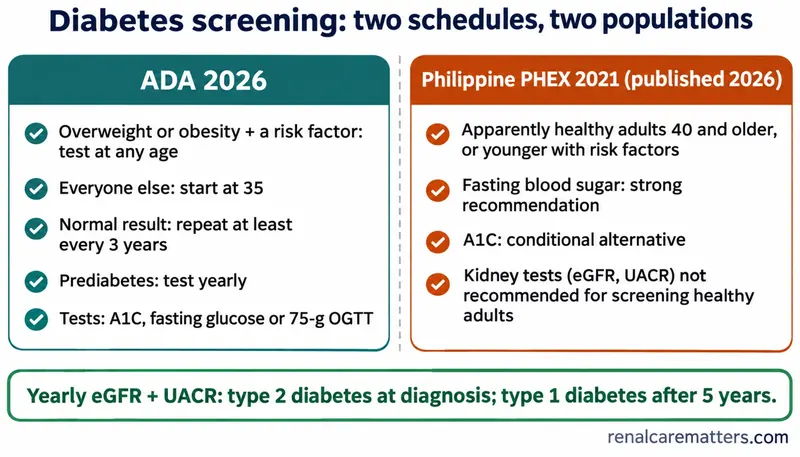 Diabetes screening: two schedules, two populations
ADA 2026
Overweight or obesity + a risk factor:
test at any age
Everyone else: start at 35
Normal result: repeat at least
every 3 years
Prediabetes: test yearly
Tests: A1C, fasting glucose or 75-g OGTT
Philippine PHEX 2021 (published 2026)
Apparently healthy adults 40 and older,
or younger with risk factors
Fasting blood sugar: strong
recommendation
A1C: conditional alternative
Kidney tests (eGFR, UACR) not
recommended for screening healthy
adults
Yearly eGFR + UACR: type 2 diabetes at diagnosis; type 1 diabetes after 5 years.
renalcarematters.com